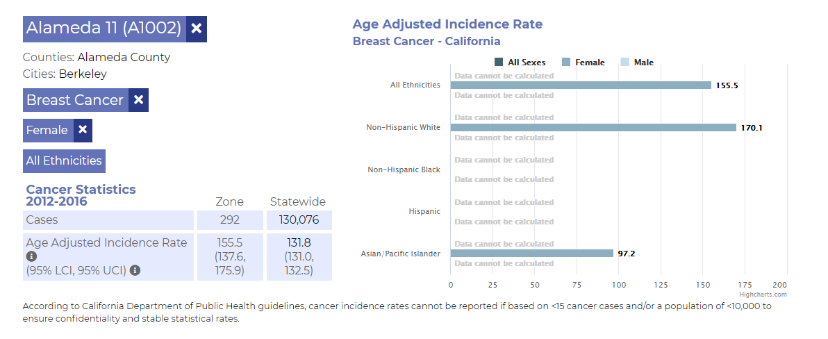 Alameda 11 (A1002) ×
Counties: Alameda County
Cities: Berkeley
Breast Cancer ×
Female ×
All Ethnicities
Cancer Statistics
2012-2016
Zone Statewide
Cases 292 130,076
Age Adjusted Incidence Rate 155.5 131.8
i (137.6, (131.0,
(95% LCI, 95% UCI) i 175.9) 132.5)
Age Adjusted Incidence Rate
Breast Cancer - California
All Sexes Female Male
Data cannot be calculated
All Ethnicities 155.5
Data cannot be calculated
Data cannot be calculated
Non-Hispanic White 170.1
Data cannot be calculated
Data cannot be calculated
Non-Hispanic Black
Data cannot be calculated
Data cannot be calculated
Hispanic
Data cannot be calculated
Data cannot be calculated
Asian/Pacific Islander 97.2
Data cannot be calculated
0 25 50 75 100 125 150 175 200
Highcharts.com
According to California Department of Public Health guidelines, cancer incidence rates cannot be reported if based on <15 cancer cases and/or a population of <10,000 to
ensure confidentiality and stable statistical rates.